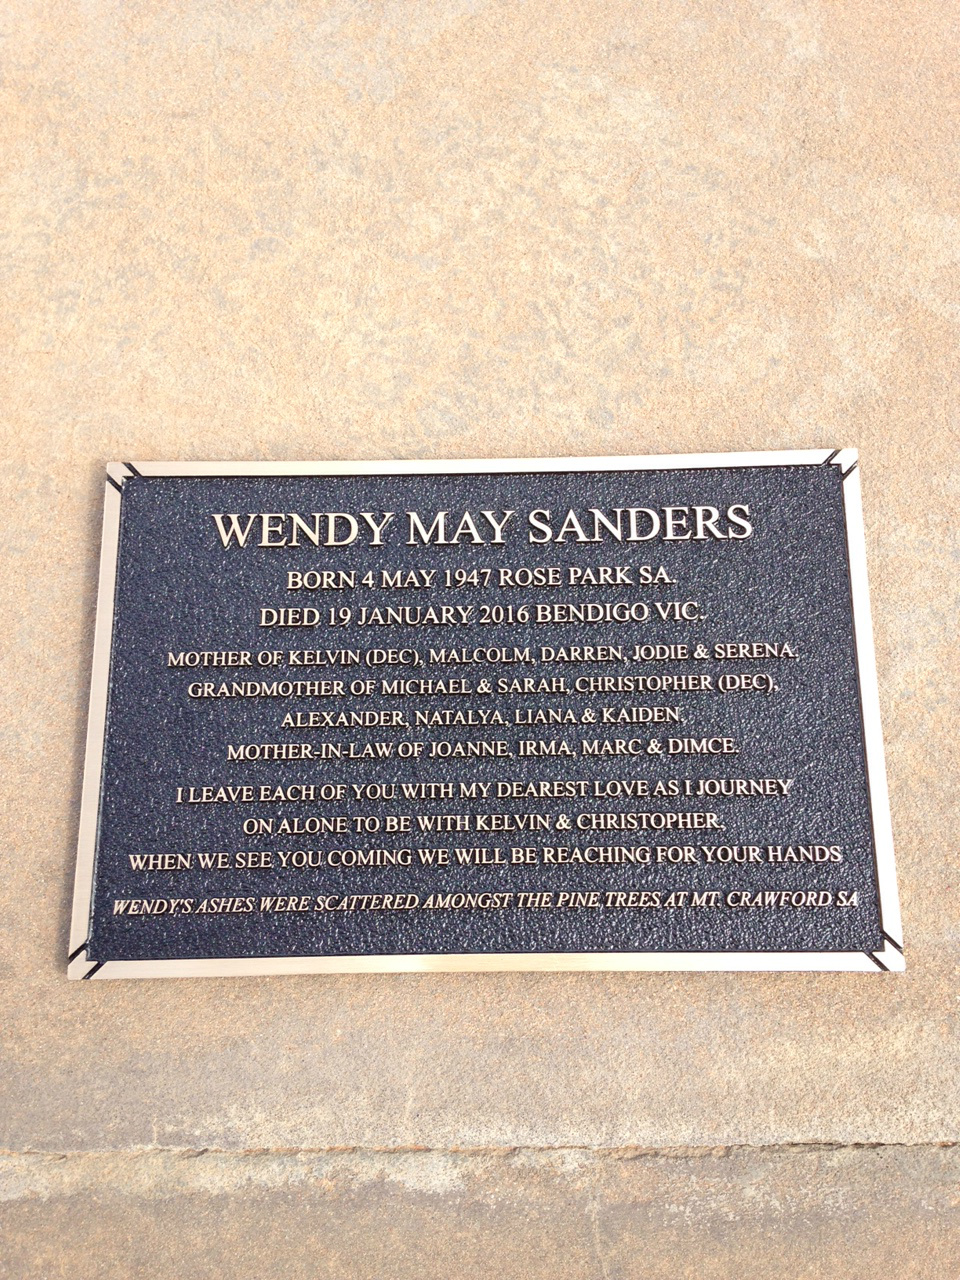 WENDY MAY SANDERS
BORN 4 MAY 1947 ROSE PARK SA.
DIED 19 JANUARY 2016 BENDIGO VIC.
MOTHER OF KELVIN (DEC), MALCOLM, DARREN, JODIE & SERENA.
GRANDMOTHER OF MICHAEL & SARAH, CHRISTOPHER (DEC),
ALEXANDER, NATALYA, LIANA & KAIDEN.
MOTHER-IN-LAW OF JOANNE, IRMA, MARC & DIMCE.
I LEAVE EACH OF YOU WITH MY DEAREST LOVE AS I JOURNEY
ON ALONE TO BE WITH KELVIN & CHRISTOPHER,
WHEN WE SEE YOU COMING WE WILL BE REACHING FOR YOUR HANDS
WENDY'S ASHES WERE SCATTERED AMONGST THE PINE TREES AT MT. CRAWFORD SA